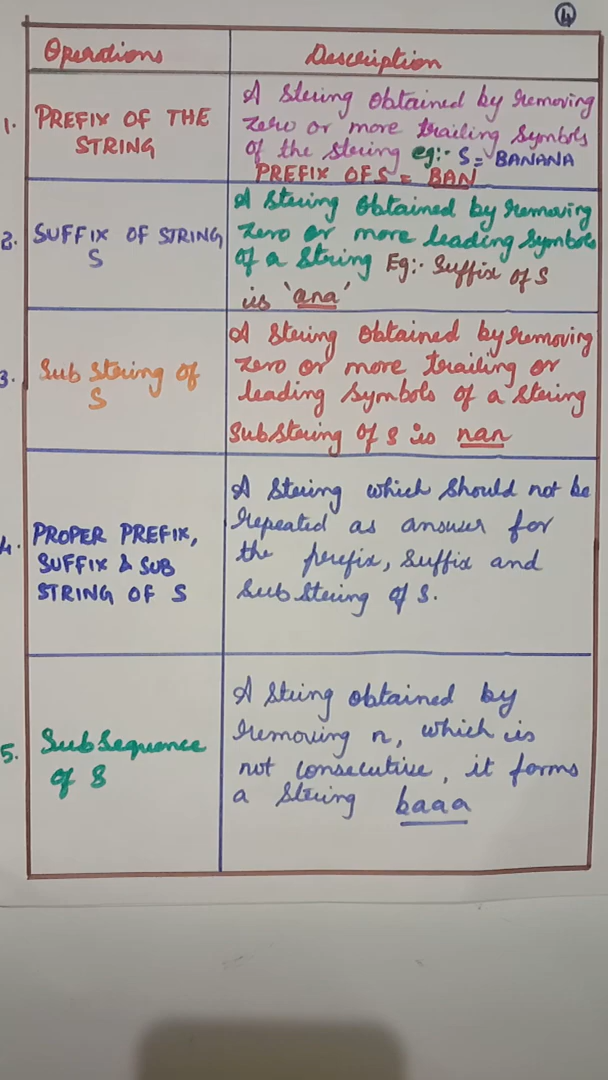 4
Operations Description
1. PREFIX OF THE
STRING
A string obtained by removing
zero or more trailing symbols
of the string eg:- S = BANANA
PREFIX OF S = BAN
2. SUFFIX OF STRING
S
A string obtained by removing
zero or more leading symbols
of a string Eg:- Suffix of S
is 'ana'
3. Sub string of
S
A string obtained by removing
zero or more trailing or
leading symbols of a string
Substring of S is nan
4. PROPER PREFIX,
SUFFIX & SUB
STRING OF S
A string which should not be
repeated as answer for
the prefix, suffix and
Substring of S.
5. Subsequence
of S
A string obtained by
removing n, which is
not consecutive, it forms
a string baaa